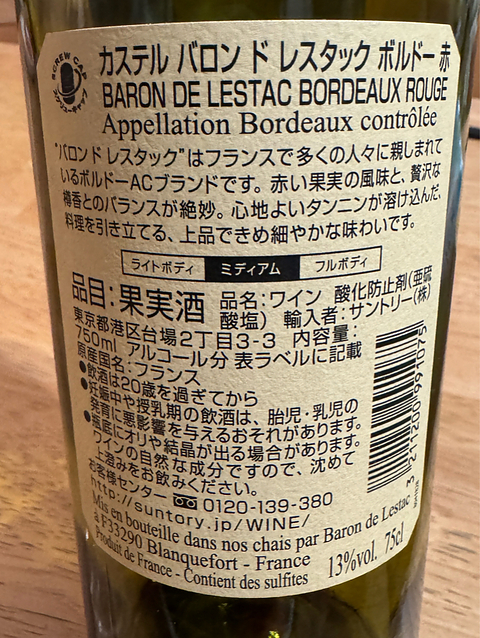 SCREW CAP
スクリューキャップ
カステル バロン ド レスタック ボルドー 赤
BARON DE LESTAC BORDEAUX ROUGE
Appellation Bordeaux contrôlée
"バロンド レスタック"はフランスで多くの人々に親しまれて
いるボルドーACブランドです。赤い果実の風味と、贅沢な
樽香とのバランスが絶妙。心地よいタンニンが溶け込んだ、
料理を引き立てる、上品できめ細やかな味わいです。
ライトボディ ミディアム フルボディ
品目:果実酒 品名:ワイン 酸化防止剤(亜硫
酸塩) 輸入者:サントリー(株)
東京都港区台場2丁目3-3 内容量:
750ml アルコール分 表ラベルに記載
原産国名:フランス
●飲酒は20歳を過ぎてから
●妊娠中や授乳期の飲酒は、胎児・乳児の
発育に悪影響を与えるおそれがあります。
●瓶底にオリや結晶が出る場合があります。
ワインの自然な成分ですので、沈めて
上澄みをお飲みください。
お客様センター 0120-139-380
http://suntory.jp/WINE/
Mis en bouteille dans nos chais par Baron de Lestac
à F33290 Blanquefort - France
Produit de France - Contient des sulfites
13%vol. 75cl
3 211200 991075